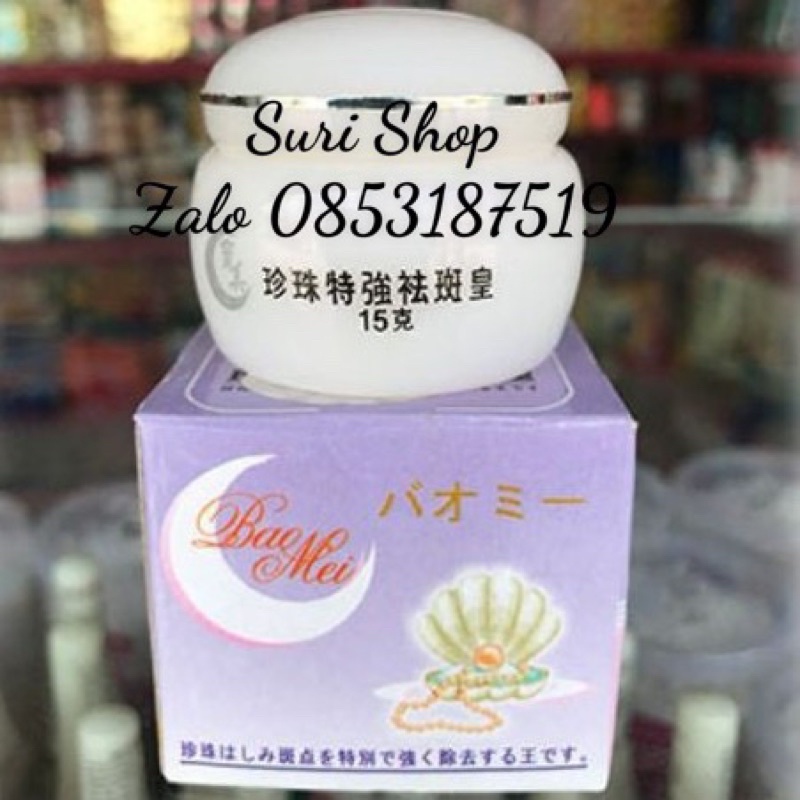 Suri Shop
Zalo 0853187519
珍珠特強祛斑皇
15克
Bao
Mei
バオミー
珍珠はしみ斑点を特別で強く除去する王です。